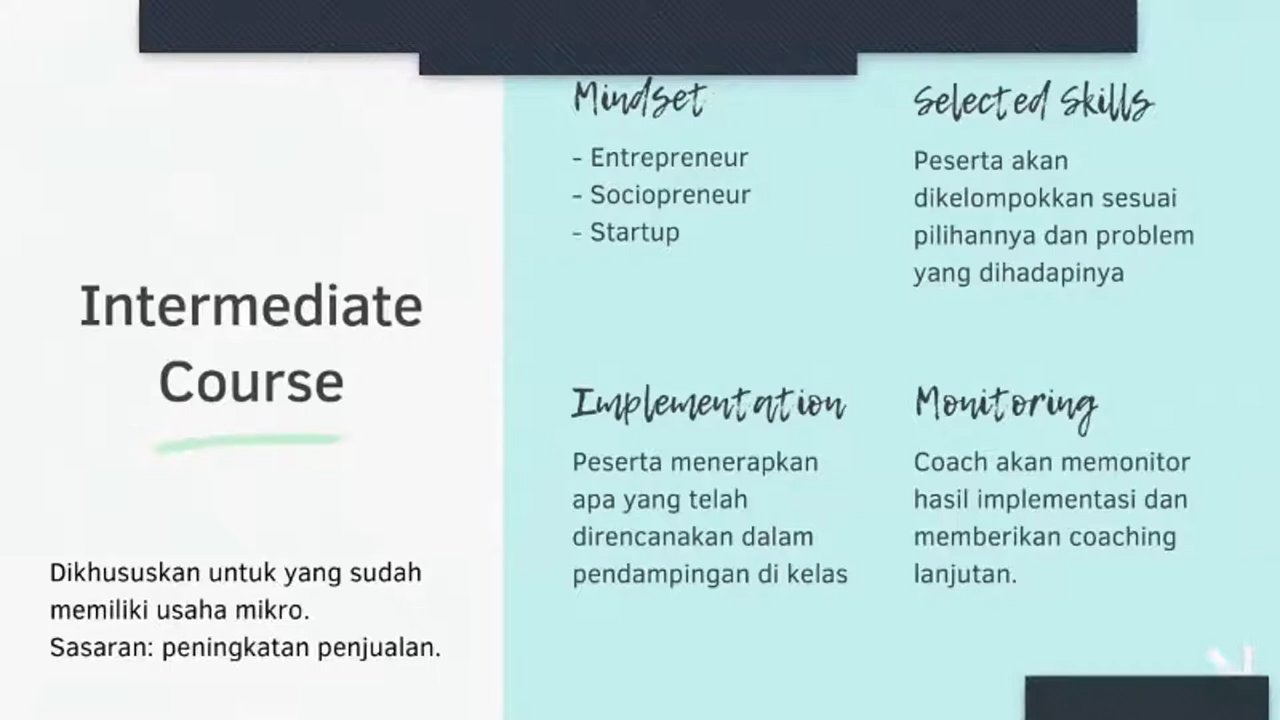 Intermediate
Course
Dikhususkan untuk yang sudah
memiliki usaha mikro.
Sasaran: peningkatan penjualan.
Mindset
- Entrepreneur
- Sociopreneur
- Startup
Selected Skills
Peserta akan
dikelompokkan sesuai
pilihannya dan problem
yang dihadapinya
Implementation
Peserta menerapkan
apa yang telah
direncanakan dalam
pendampingan di kelas
Monitoring
Coach akan memonitor
hasil implementasi dan
memberikan coaching
lanjutan.